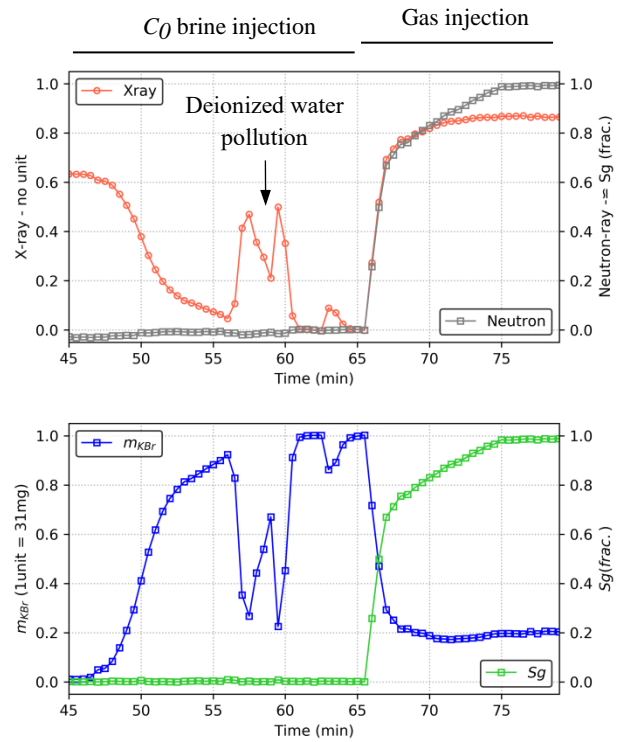 C0 brine injection
Gas injection
1.0
0.8
0.6
0.4
0.2
0.0
X-ray - no unit
Xray
Deionized water
pollution
Neutron
1.0
0.8
0.6
0.4
0.2
0.0
Neutron-ray -= Sg (frac.)
45 50 55 60 65 70 75
Time (min)
1.0
0.8
0.6
0.4
0.2
0.0
mKBr (1unit = 31mg)
mKBr
Sg
1.0
0.8
0.6
0.4
0.2
0.0
Sg(frac.)
45 50 55 60 65 70 75
Time (min)